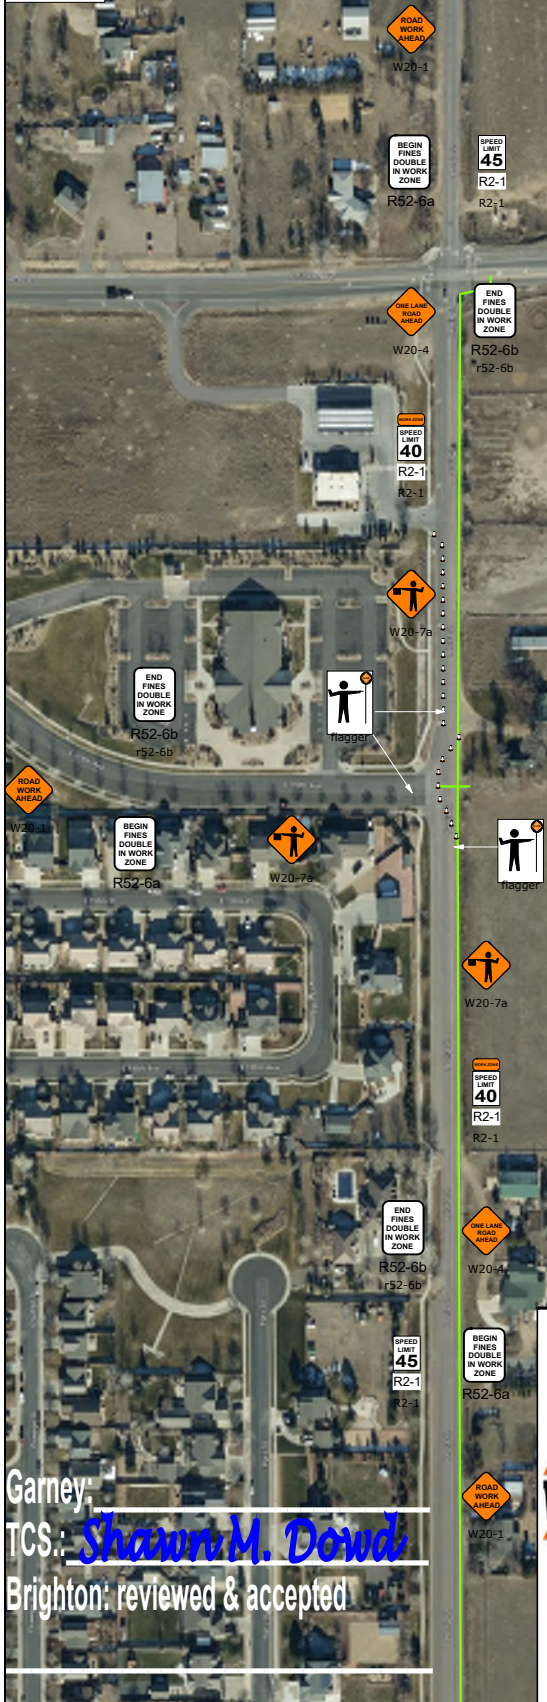 ROAD
WORK
AHEAD
W20-1
BEGIN
FINES
DOUBLE
IN WORK
ZONE
R52-6a
SPEED
LIMIT
45
R2-1
R2-1
ONE LANE
ROAD
AHEAD
W20-4
END
FINES
DOUBLE
IN WORK
ZONE
R52-6b
r52-6b
WORK ZONE
SPEED
LIMIT
40
R2-1
R2-1
W20-7a
END
FINES
DOUBLE
IN WORK
ZONE
R52-6b
r52-6b
flagger
ROAD
WORK
AHEAD
W20-1
BEGIN
FINES
DOUBLE
IN WORK
ZONE
R52-6a
W20-7a
flagger
W20-7a
WORK ZONE
SPEED
LIMIT
40
R2-1
R2-1
END
FINES
DOUBLE
IN WORK
ZONE
R52-6b
r52-6b
ONE LANE
ROAD
AHEAD
W20-4
SPEED
LIMIT
45
R2-1
R2-1
BEGIN
FINES
DOUBLE
IN WORK
ZONE
R52-6a
ROAD
WORK
AHEAD
W20-1
Garney:
TCS.: Shawn M. Dowd
Brighton: reviewed & accepted